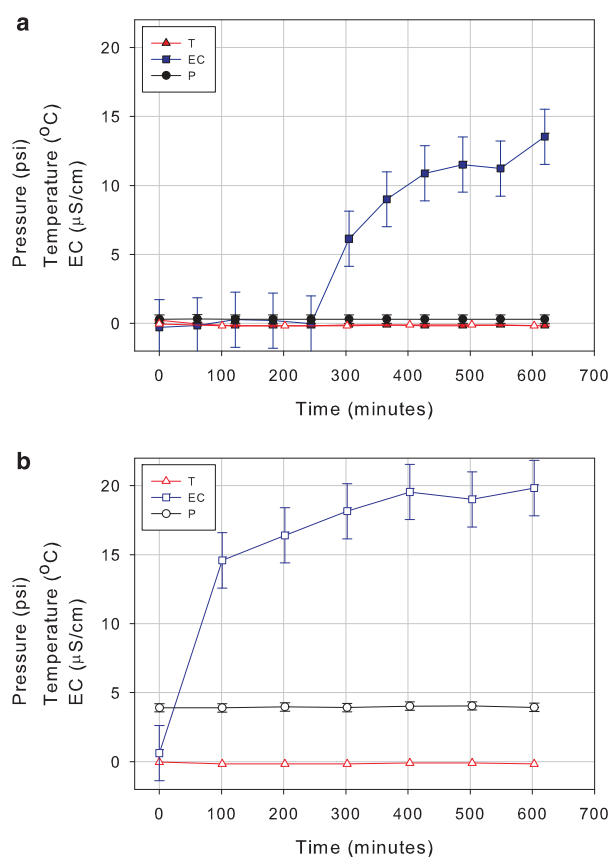 a
T
EC
P
20
15
10
5
0
Pressure (psi)
Temperature (°C)
EC (μS/cm)
0 100 200 300 400 500 600 700
Time (minutes)
b
T
EC
P
20
15
10
5
0
Pressure (psi)
Temperature (°C)
EC (μS/cm)
0 100 200 300 400 500 600 700
Time (minutes)